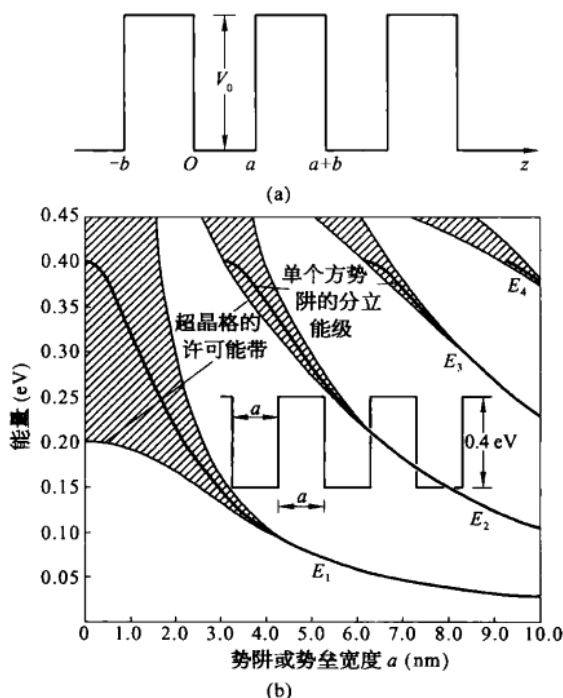 V₀
-b O a a+b z
(a)
0.45
0.40
0.35
0.30
0.25
0.20
0.15
0.10
0.05
能量 (eV)
单个方势
阱的分立
能级
超晶格的
许可能带
a
a
0.4 eV
E₁
E₂
E₃
E₄
0 1.0 2.0 3.0 4.0 5.0 6.0 7.0 8.0 9.0 10.0
势阱或势垒宽度 a (nm)
(b)